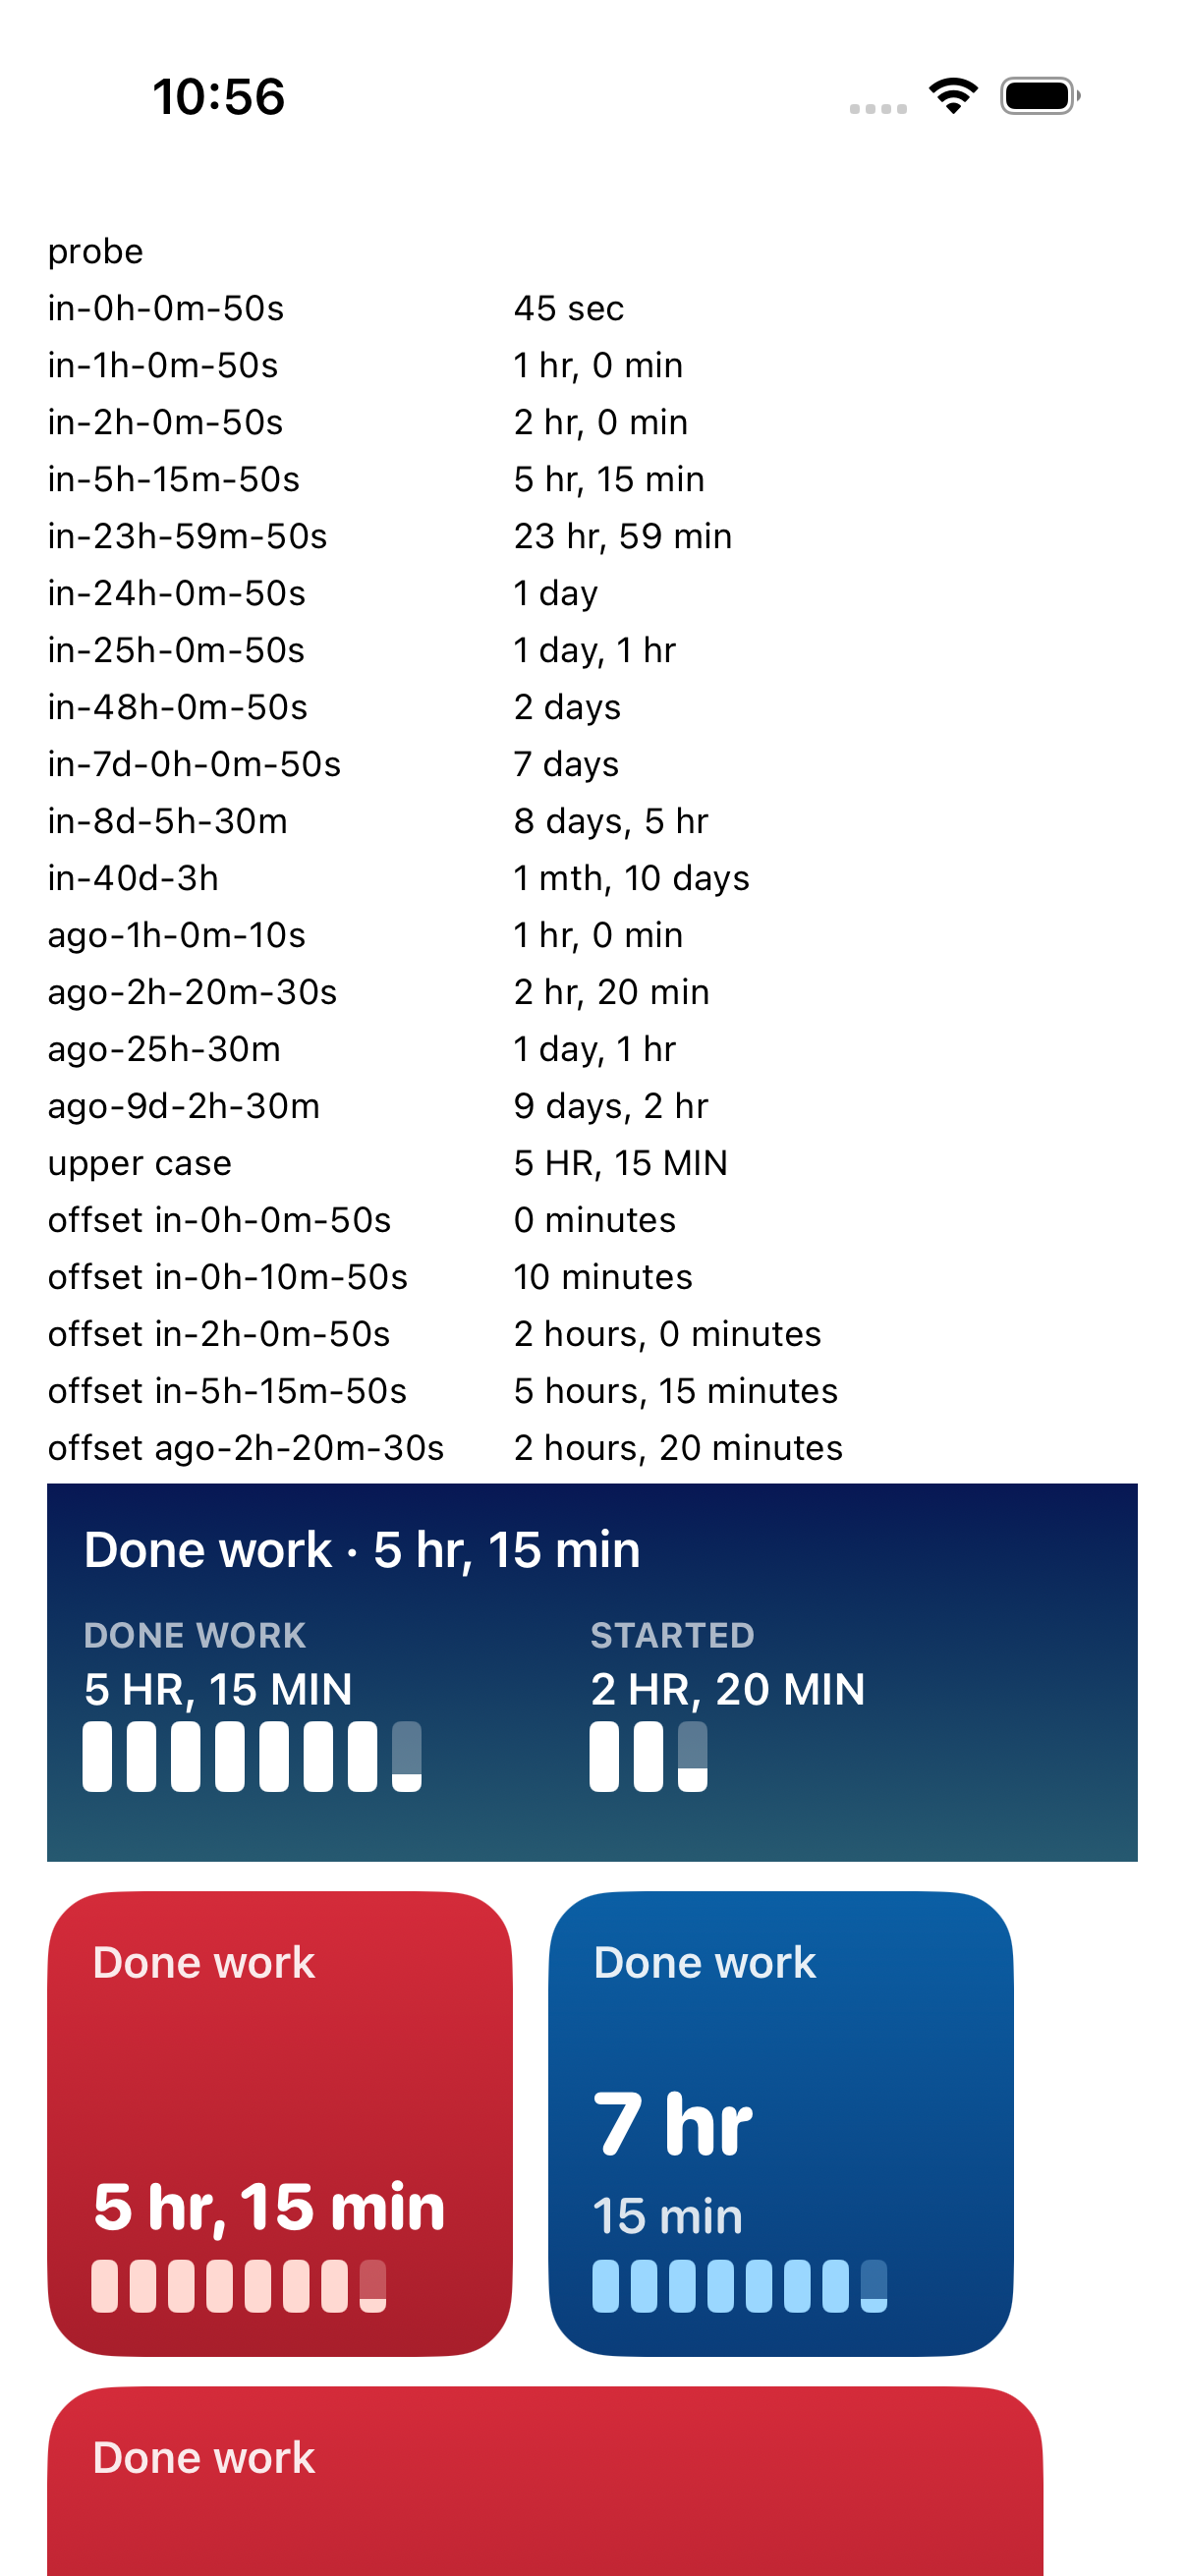 10:56
probe
in-0h-0m-50s 45 sec
in-1h-0m-50s 1 hr, 0 min
in-2h-0m-50s 2 hr, 0 min
in-5h-15m-50s 5 hr, 15 min
in-23h-59m-50s 23 hr, 59 min
in-24h-0m-50s 1 day
in-25h-0m-50s 1 day, 1 hr
in-48h-0m-50s 2 days
in-7d-0h-0m-50s 7 days
in-8d-5h-30m 8 days, 5 hr
in-40d-3h 1 mth, 10 days
ago-1h-0m-10s 1 hr, 0 min
ago-2h-20m-30s 2 hr, 20 min
ago-25h-30m 1 day, 1 hr
ago-9d-2h-30m 9 days, 2 hr
upper case 5 HR, 15 MIN
offset in-0h-0m-50s 0 minutes
offset in-0h-10m-50s 10 minutes
offset in-2h-0m-50s 2 hours, 0 minutes
offset in-5h-15m-50s 5 hours, 15 minutes
offset ago-2h-20m-30s 2 hours, 20 minutes
Done work · 5 hr, 15 min
DONE WORK STARTED
5 HR, 15 MIN 2 HR, 20 MIN
Done work
5 hr, 15 min
Done work
7 hr
15 min
Done work